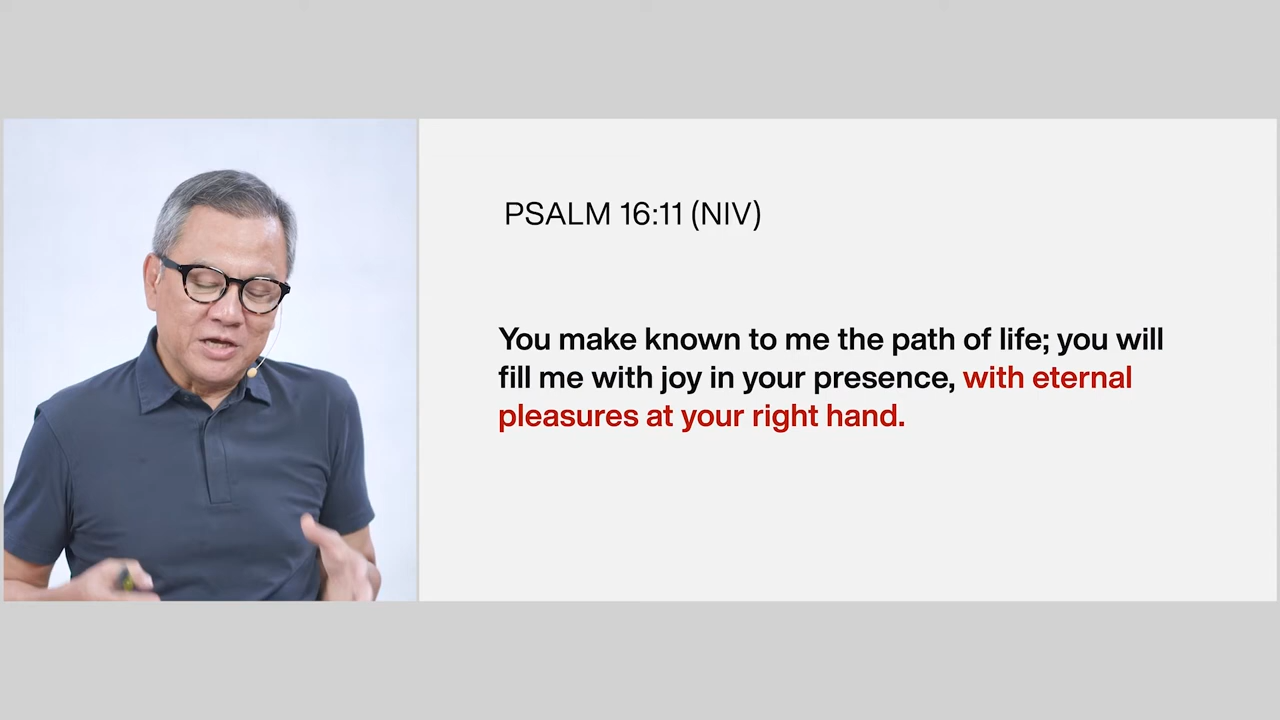 PSALM 16:11 (NIV)
You make known to me the path of life; you will
fill me with joy in your presence, with eternal
pleasures at your right hand.